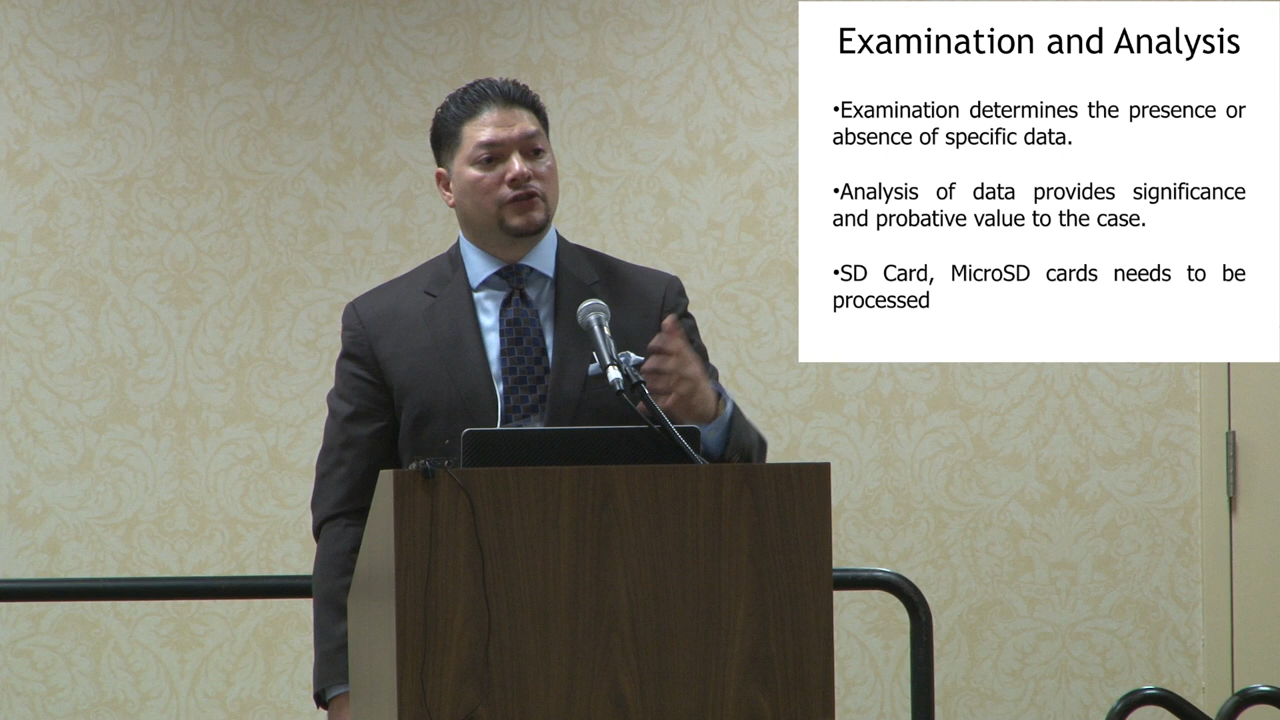 Examination and Analysis
•Examination determines the presence or
absence of specific data.
•Analysis of data provides significance
and probative value to the case.
•SD Card, MicroSD cards needs to be
processed